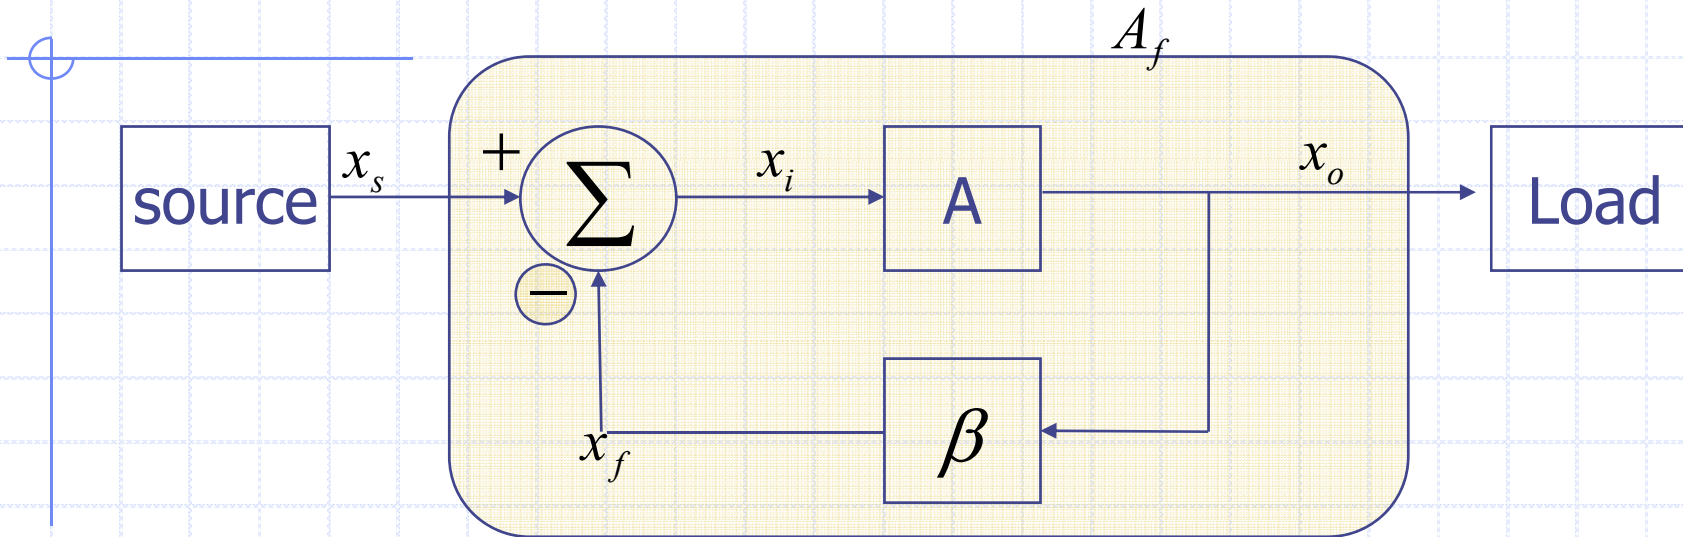 A_f
+
x_s
source
∑
x_i
A
x_o
Load
−
β
x_f